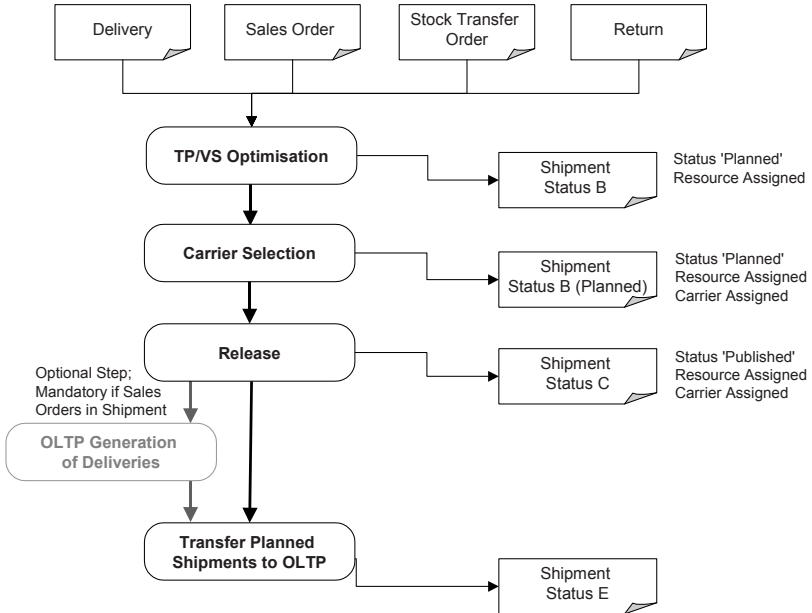 Delivery
Sales Order
Stock Transfer
Order
Return
TP/VS Optimisation
Shipment
Status B
Status 'Planned'
Resource Assigned
Carrier Selection
Shipment
Status B (Planned)
Status 'Planned'
Resource Assigned
Carrier Assigned
Release
Shipment
Status C
Status 'Published'
Resource Assigned
Carrier Assigned
Optional Step;
Mandatory if Sales
Orders in Shipment
OLTP Generation
of Deliveries
Transfer Planned
Shipments to OLTP
Shipment
Status E